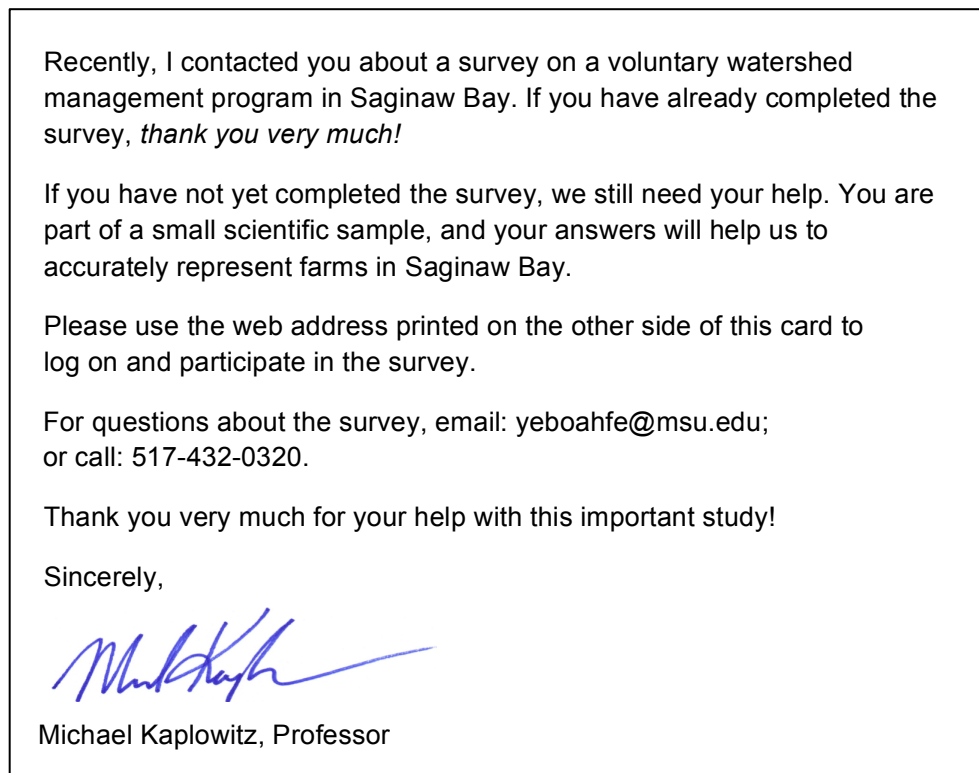 Recently, I contacted you about a survey on a voluntary watershed
management program in Saginaw Bay. If you have already completed the
survey, thank you very much!
If you have not yet completed the survey, we still need your help. You are
part of a small scientific sample, and your answers will help us to
accurately represent farms in Saginaw Bay.
Please use the web address printed on the other side of this card to
log on and participate in the survey.
For questions about the survey, email: yeboahfe@msu.edu;
or call: 517-432-0320.
Thank you very much for your help with this important study!
Sincerely,
Michael Kaplowitz, Professor